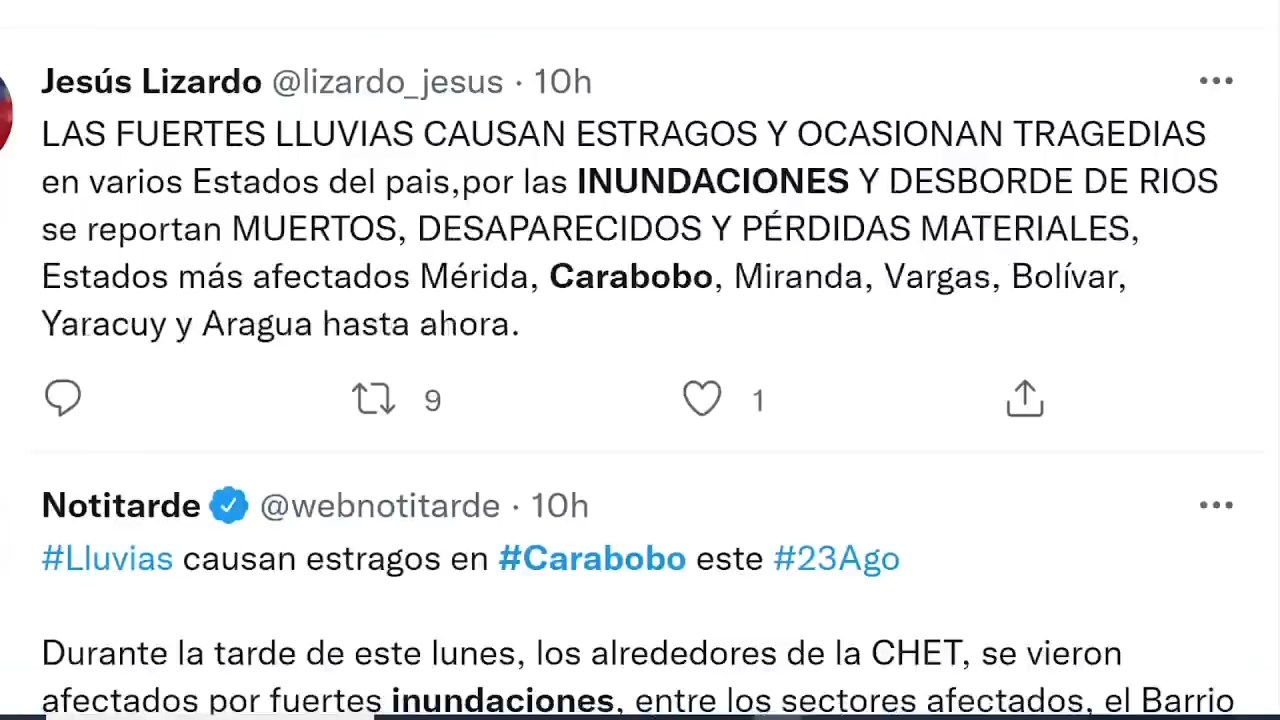 Jesús Lizardo @lizardo_jesus · 10h
LAS FUERTES LLUVIAS CAUSAN ESTRAGOS Y OCASIONAN TRAGEDIAS
en varios Estados del pais,por las INUNDACIONES Y DESBORDE DE RIOS
se reportan MUERTOS, DESAPARECIDOS Y PÉRDIDAS MATERIALES,
Estados más afectados Mérida, Carabobo, Miranda, Vargas, Bolívar,
Yaracuy y Aragua hasta ahora.
9 1
Notitarde @webnotitarde · 10h
#Lluvias causan estragos en #Carabobo este #23Ago
Durante la tarde de este lunes, los alrededores de la CHET, se vieron
afectados por fuertes inundaciones, entre los sectores afectados, el Barrio